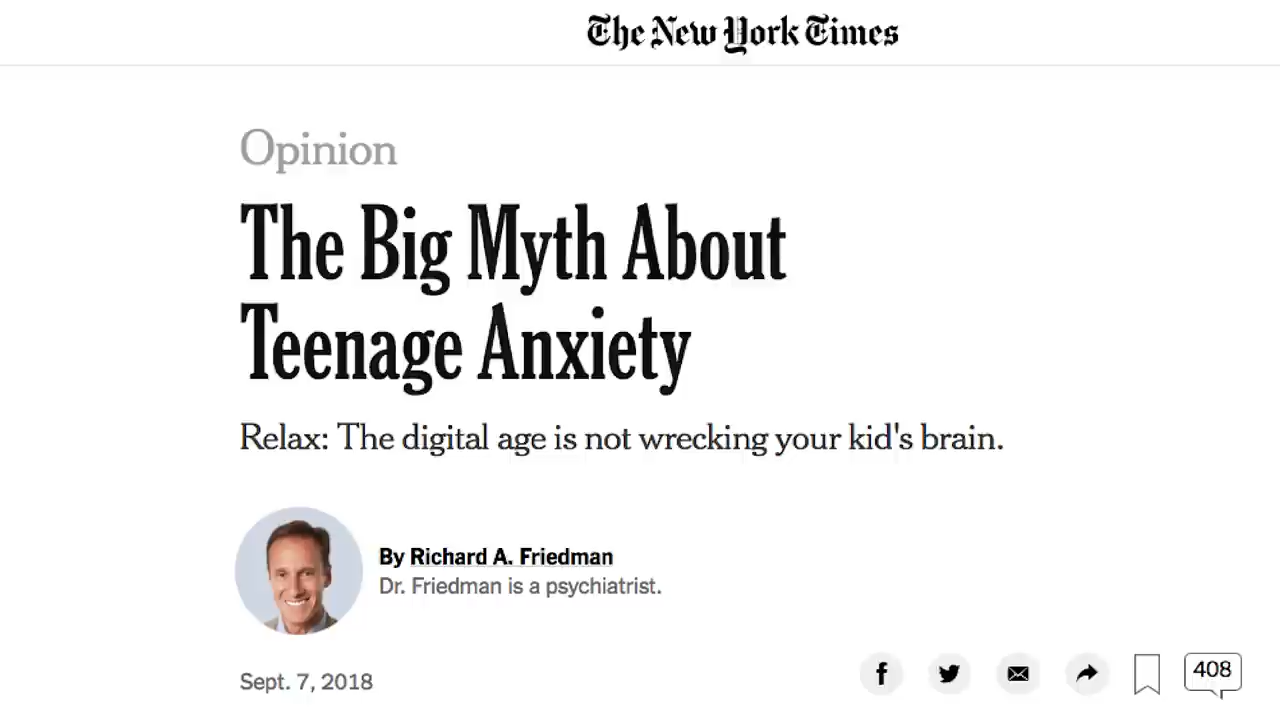 The New York Times
Opinion
The Big Myth About
Teenage Anxiety
Relax: The digital age is not wrecking your kid's brain.
By Richard A. Friedman
Dr. Friedman is a psychiatrist.
Sept. 7, 2018
408